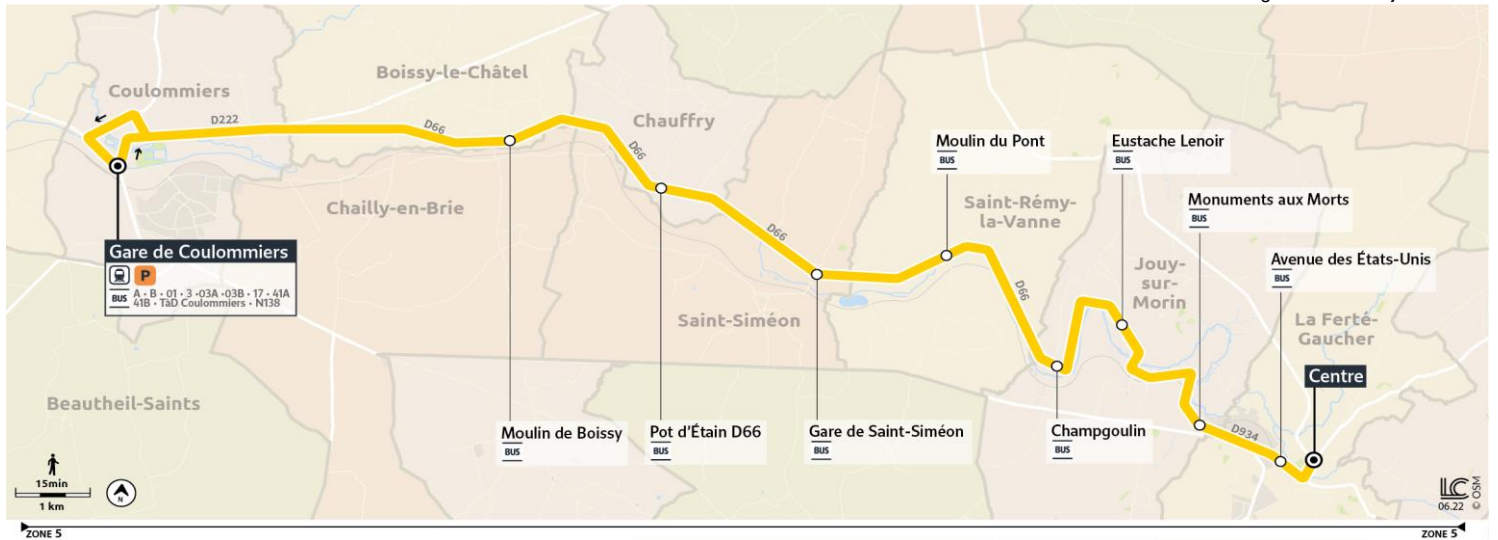 Coulommiers
Boissy-le-Châtel
D222
D66
Chauffry
D66
Moulin du Pont
BUS
Eustache Lenoir
BUS
Chailly-en-Brie
Saint-Rémy-
la-Vanne
Monuments aux Morts
BUS
Gare de Coulommiers
P
BUS
A • B • 01 • 3 •03A •03B • 17 • 41A
41B • TàD Coulommiers • N138
D66
Avenue des États-Unis
BUS
Jouy-
sur-
Morin
D66
Saint-Siméon
La Ferté-
Gaucher
Centre
Beautheil-Saints
Moulin de Boissy
BUS
Pot d'Étain D66
BUS
Gare de Saint-Siméon
BUS
Champgoulin
BUS
D934
15min
1 km
N
LC
06.22
© OSM
ZONE 5
ZONE 5